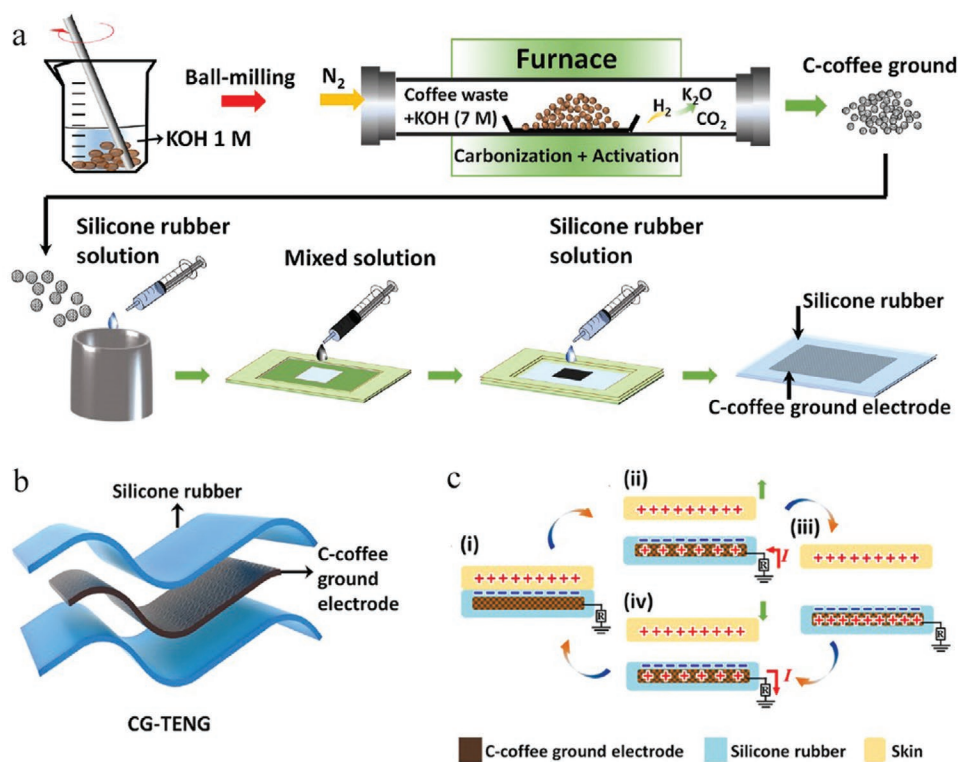 a
KOH 1 M
Ball-milling
N2
Furnace
Coffee waste
+KOH (7 M)
H2
K2O
CO2
Carbonization + Activation
C-coffee ground
Silicone rubber
solution
Mixed solution
Silicone rubber
solution
Silicone rubber
C-coffee ground electrode
b
Silicone rubber
C-coffee
ground
electrode
CG-TENG
c
(i)
+++++++++
R
(ii)
+++++++++
++++++
R
I
(iii)
+++++++++
+++++++++
R
(iv)
+++++++++
++++++
R
I
C-coffee ground electrode
Silicone rubber
Skin